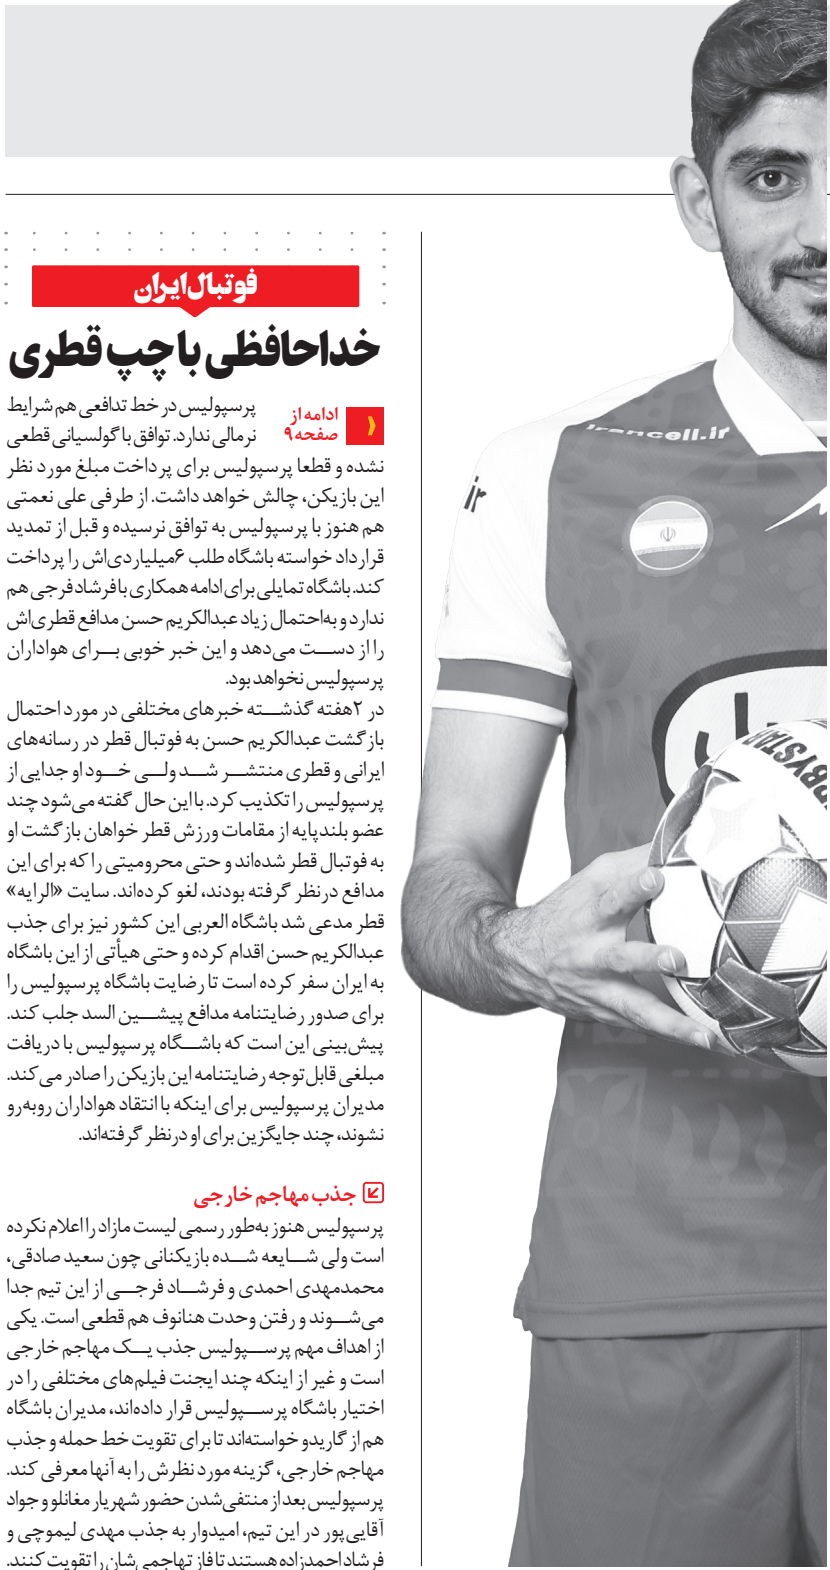 فوتبال ایران
خداحافظی با چپ قطری
ادامه از
صفحه ۹
پرسپولیس در خط تدافعی هم شرایط
نرمالی ندارد. توافق با گولسیانی قطعی
نشده و قطعا پرسپولیس برای پرداخت مبلغ مورد نظر
این بازیکن، چالش خواهد داشت. از طرفی علی نعمتی
هم هنوز با پرسپولیس به توافق نرسیده و قبل از تمدید
قرارداد خواسته باشگاه طلب ۶میلیاردی‌اش را پرداخت
کند. باشگاه تمایلی برای ادامه همکاری با فرشاد فرجی هم
ندارد و به‌احتمال زیاد عبدالکریم حسن مدافع قطری‌اش
را از دست می‌دهد و این خبر خوبی برای هواداران
پرسپولیس نخواهد بود.
در ۲هفته گذشته خبرهای مختلفی در مورد احتمال
بازگشت عبدالکریم حسن به فوتبال قطر در رسانه‌های
ایرانی و قطری منتشر شد ولی خود او جدایی از
پرسپولیس را تکذیب کرد. با این حال گفته می‌شود چند
عضو بلندپایه از مقامات ورزش قطر خواهان بازگشت او
به فوتبال قطر شده‌اند و حتی محرومیتی را که برای این
مدافع درنظر گرفته بودند، لغو کرده‌اند. سایت «الرایه»
قطر مدعی شد باشگاه العربی این کشور نیز برای جذب
عبدالکریم حسن اقدام کرده و حتی هیأتی از این باشگاه
به ایران سفر کرده است تا رضایت باشگاه پرسپولیس را
برای صدور رضایتنامه مدافع پیشین السد جلب کند.
پیش‌بینی این است که باشگاه پرسپولیس با دریافت
مبلغی قابل‌توجه رضایتنامه این بازیکن را صادر می‌کند.
مدیران پرسپولیس برای اینکه با انتقاد هواداران روبه‌رو
نشوند، چند جایگزین برای او درنظر گرفته‌اند.
جذب مهاجم خارجی
پرسپولیس هنوز به‌طور رسمی لیست مازاد را اعلام نکرده
است ولی شایعه شده بازیکنانی چون سعید صادقی،
محمدمهدی احمدی و فرشاد فرجی از این تیم جدا
می‌شوند و رفتن وحدت هنانوف هم قطعی است. یکی
از اهداف مهم پرسپولیس جذب یک مهاجم خارجی
است و غیر از اینکه چند ایجنت فیلم‌های مختلفی را در
اختیار باشگاه پرسپولیس قرار داده‌اند، مدیران باشگاه
هم از گاریدو خواسته‌اند تا برای تقویت خط حمله و جذب
مهاجم خارجی، گزینه مورد نظرش را به آنها معرفی کند.
پرسپولیس بعد از منتفی‌شدن حضور شهریار مغانلو و جواد
آقایی‌پور در این تیم، امیدوار به جذب مهدی لیموچی و
فرشاد احمدزاده هستند تا فاز تهاجمی‌شان را تقویت کنند.
irancell.ir
ir